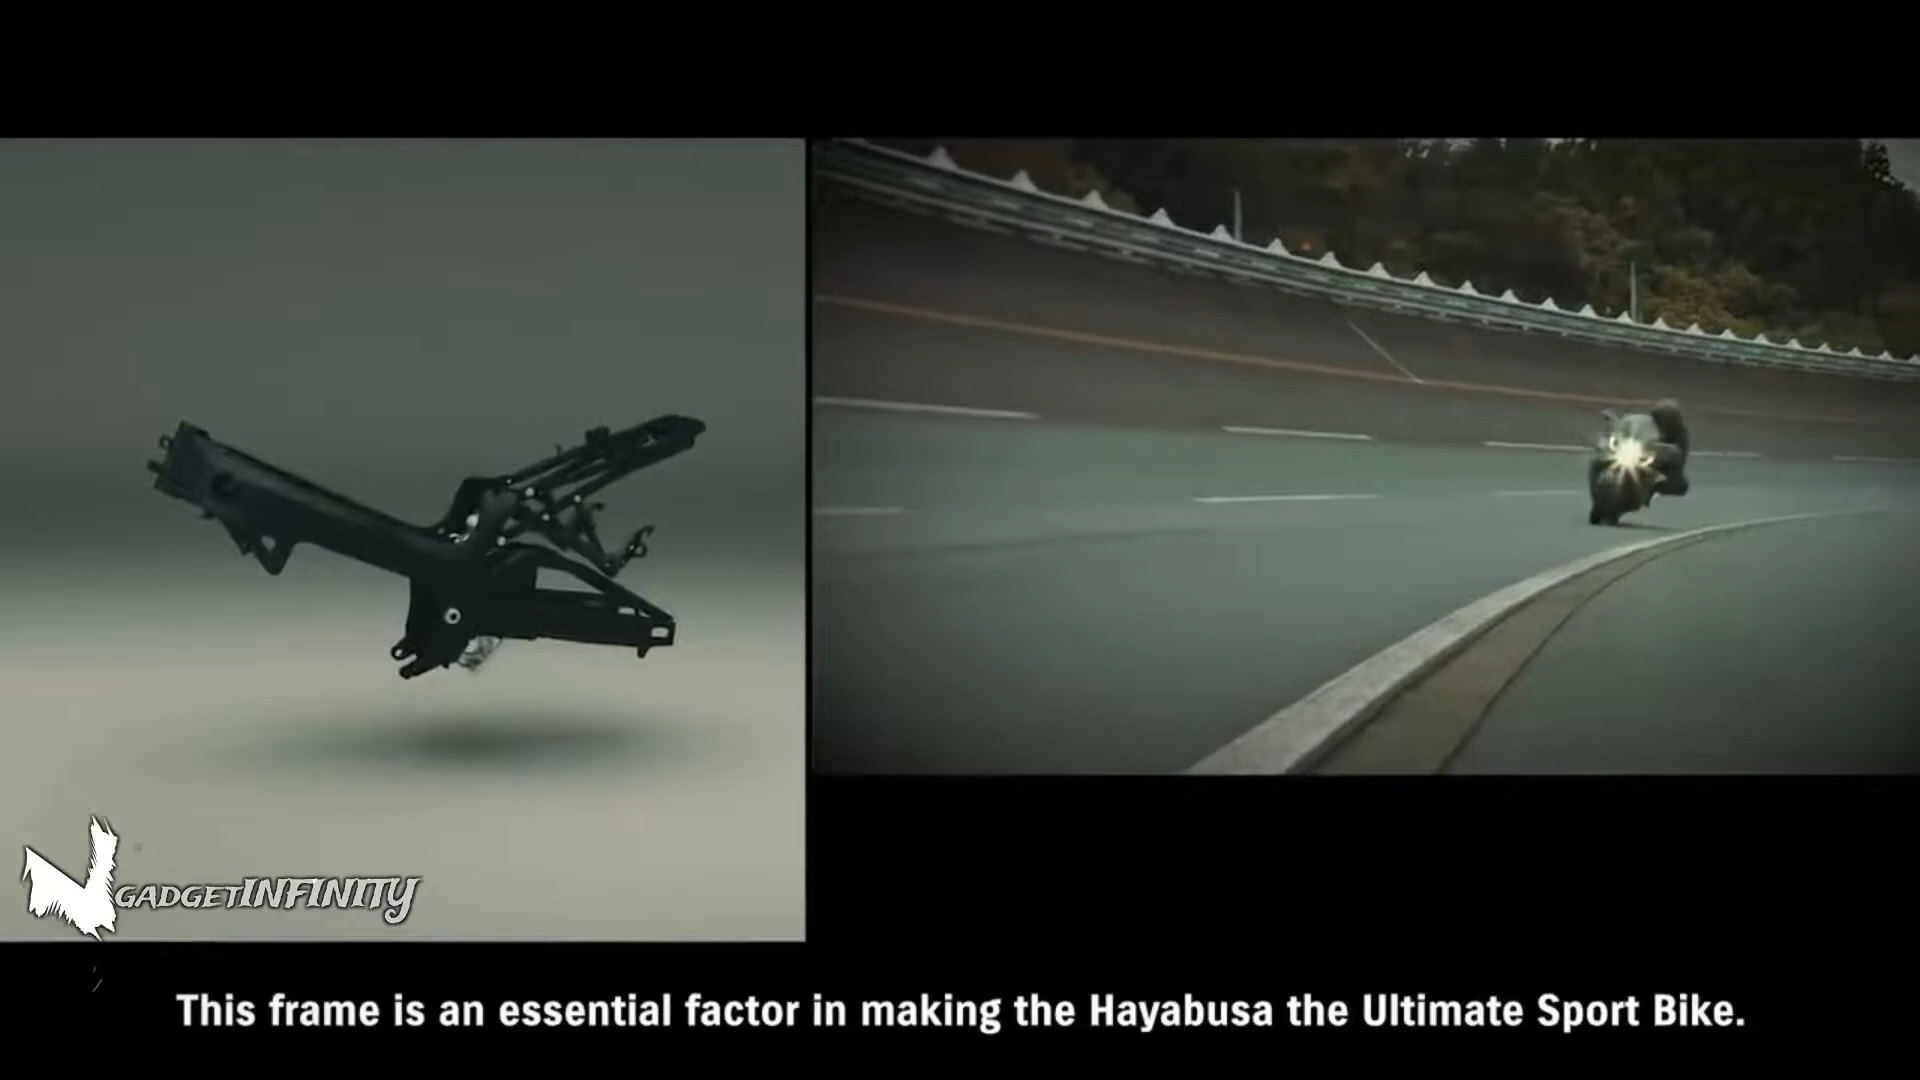 GADGETINFINITY
This frame is an essential factor in making the Hayabusa the Ultimate Sport Bike.